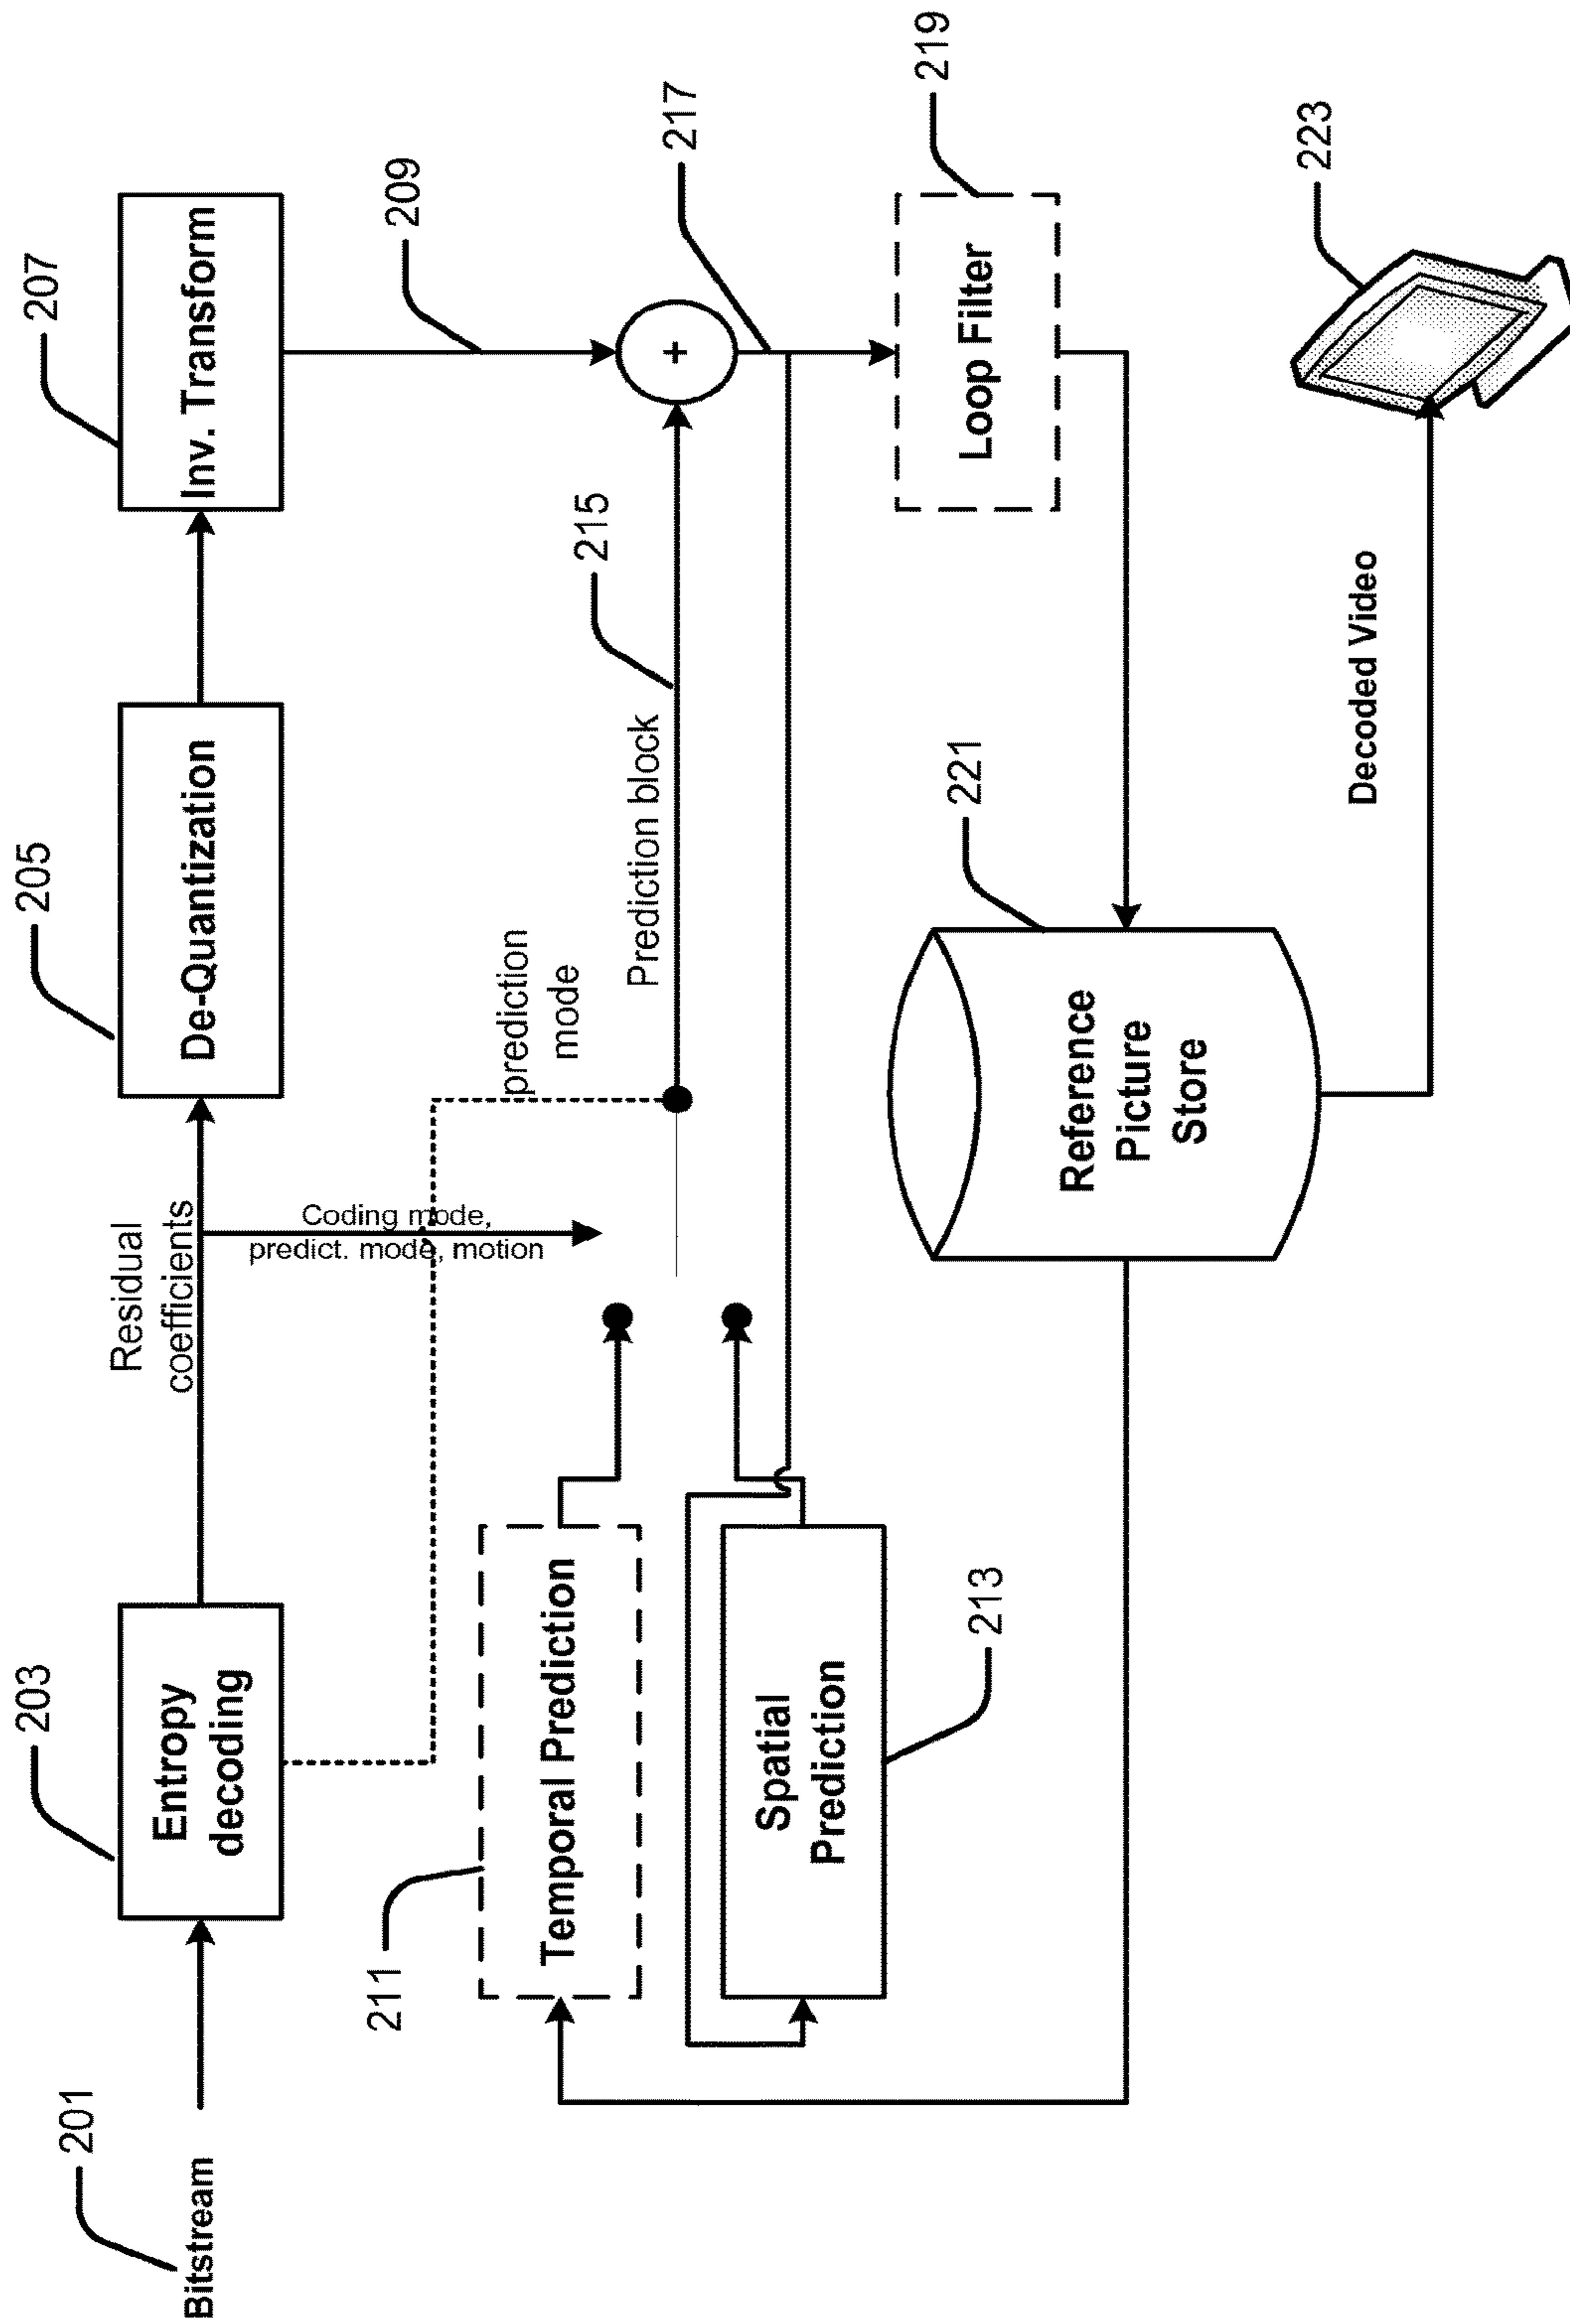 201
Bitstream
203
Entropy
decoding
Residual
coefficients
205
De-Quantization
207
Inv. Transform
209
Coding mode,
predict. mode, motion
prediction
mode
211
Temporal Prediction
Spatial
Prediction
213
Prediction block
215
+
217
Loop Filter
219
Reference
Picture
Store
221
Decoded Video
223